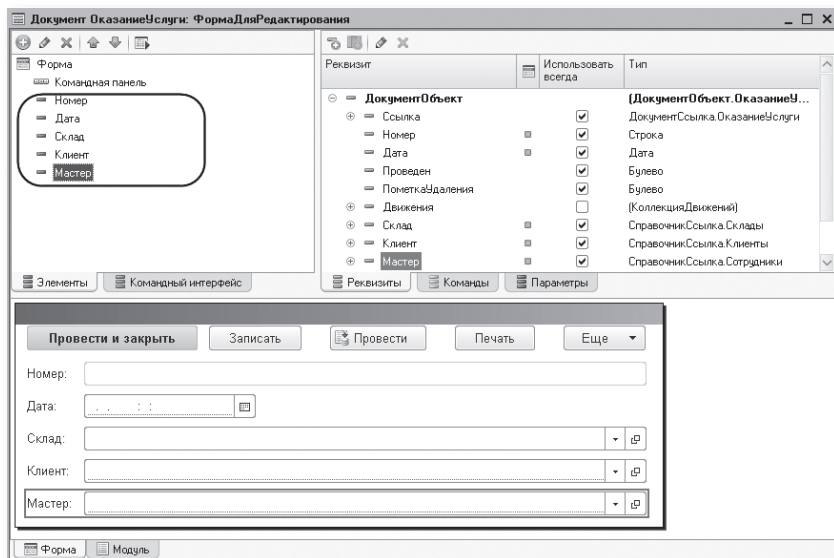 Документ ОказаниеУслуги: ФормаДляРедактирования
Форма
Командная панель
Номер
Дата
Склад
Клиент
Мастер
Элементы
Командный интерфейс
Реквизит
Использовать всегда
Тип
ДокументОбъект
(ДокументОбъект.ОказаниеУ...
Ссылка
ДокументСсылка.ОказаниеУслуги
Номер
Строка
Дата
Дата
Проведен
Булево
ПометкаУдаления
Булево
Движения
(КоллекцияДвижений)
Склад
СправочникСсылка.Склады
Клиент
СправочникСсылка.Клиенты
Мастер
СправочникСсылка.Сотрудники
Реквизиты
Команды
Параметры
Провести и закрыть
Записать
Провести
Печать
Еще
Номер:
Дата:
. . : :
Склад:
Клиент:
Мастер:
Форма
Модуль